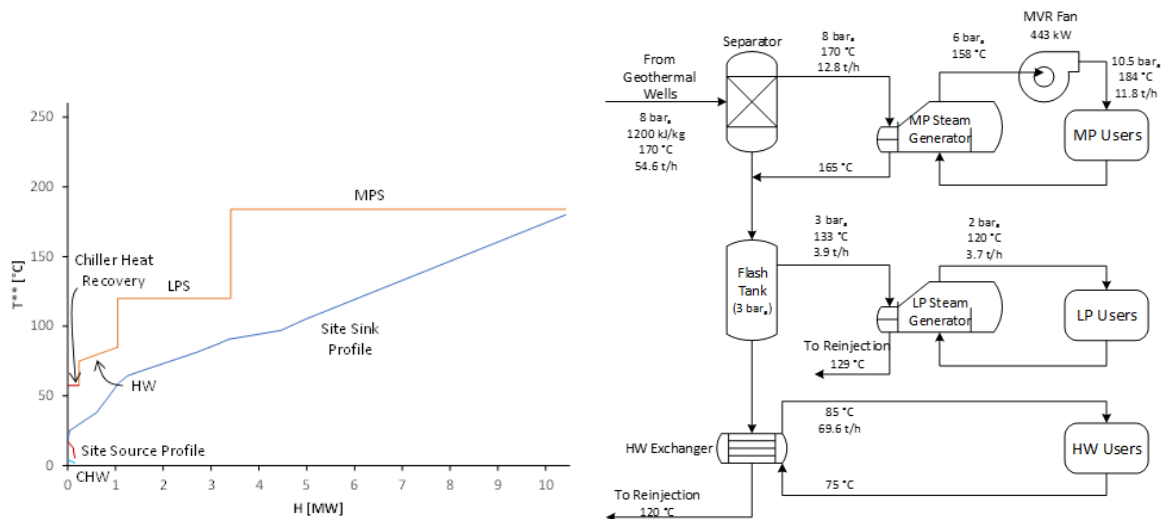 250
200
150
100
50
0
T** [°C]
0
1
2
3
4
5
6
7
8
9
10
H [MW]
MPS
Chiller Heat
Recovery
LPS
Site Sink
Profile
HW
Site Source Profile
CHW
From
Geothermal
Wells
8 barₐ
1200 kJ/kg
170 °C
54.6 t/h
Separator
8 barₐ
170 °C
12.8 t/h
6 barₐ
158 °C
MVR Fan
443 kW
10.5 barₐ
184 °C
11.8 t/h
MP Steam
Generator
MP Users
165 °C
3 barₐ
133 °C
3.9 t/h
2 barₐ
120 °C
3.7 t/h
Flash
Tank
(3 barₐ)
LP Steam
Generator
LP Users
To Reinjection
129 °C
85 °C
69.6 t/h
HW Exchanger
HW Users
75 °C
To Reinjection
120 °C